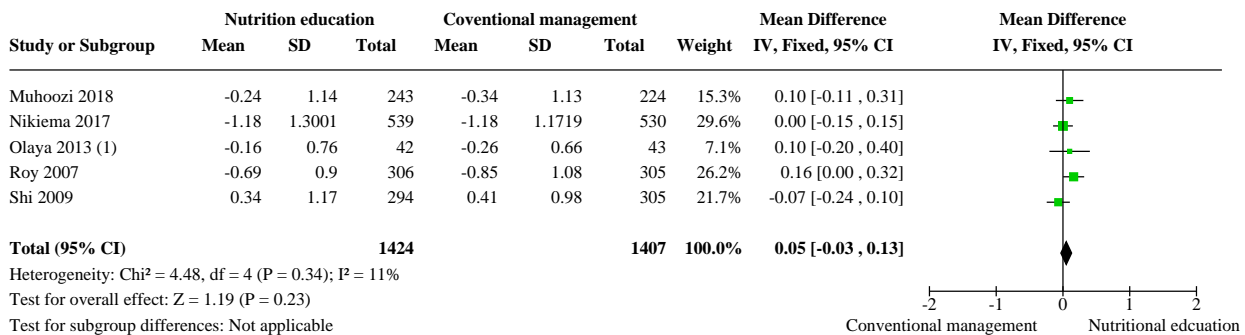 Nutrition education Coventional management Mean Difference Mean Difference
Study or Subgroup Mean SD Total Mean SD Total Weight IV, Fixed, 95% CI IV, Fixed, 95% CI
Muhoozi 2018 -0.24 1.14 243 -0.34 1.13 224 15.3% 0.10 [-0.11 , 0.31]
Nikiema 2017 -1.18 1.3001 539 -1.18 1.1719 530 29.6% 0.00 [-0.15 , 0.15]
Olaya 2013 (1) -0.16 0.76 42 -0.26 0.66 43 7.1% 0.10 [-0.20 , 0.40]
Roy 2007 -0.69 0.9 306 -0.85 1.08 305 26.2% 0.16 [0.00 , 0.32]
Shi 2009 0.34 1.17 294 0.41 0.98 305 21.7% -0.07 [-0.24 , 0.10]
Total (95% CI) 1424 1407 100.0% 0.05 [-0.03 , 0.13]
Heterogeneity: Chi² = 4.48, df = 4 (P = 0.34); I² = 11%
Test for overall effect: Z = 1.19 (P = 0.23)
-2 -1 0 1 2
Test for subgroup differences: Not applicable Conventional management Nutritional edcuation